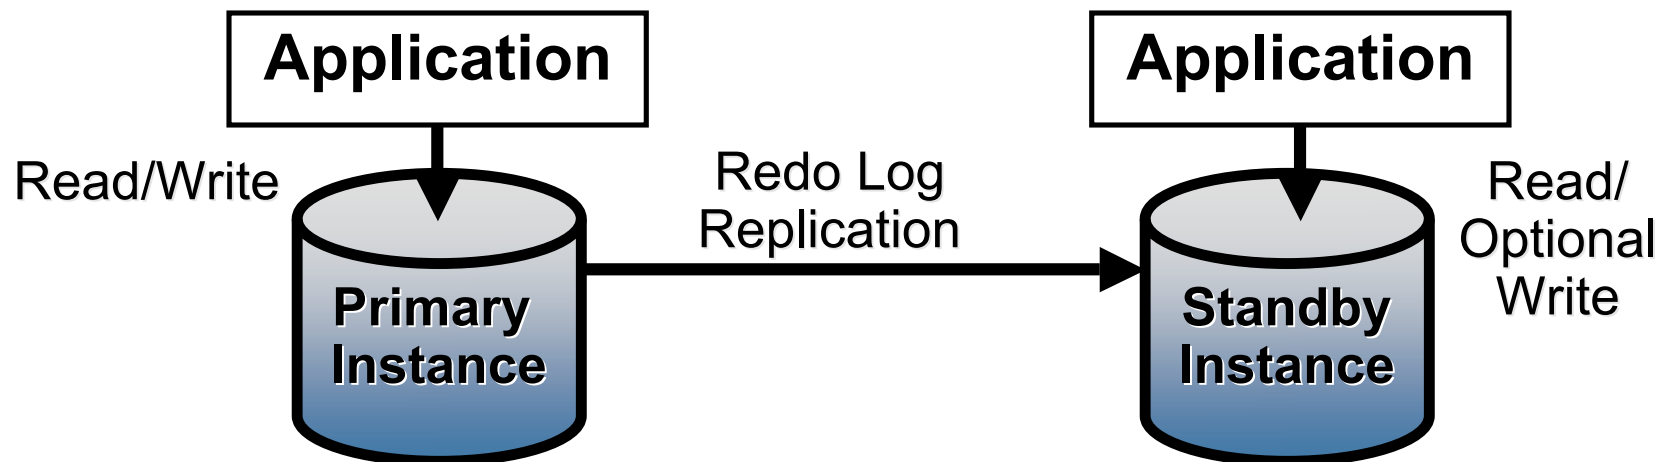 Application
Application
Read/Write
Redo Log
Replication
Read/
Optional
Write
Primary
Instance
Standby
Instance